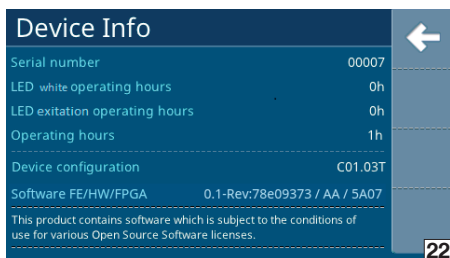 Device Info
Serial number 00007
LED white operating hours 0h
LED exitation operating hours 0h
Operating hours 1h
Device configuration C01.03T
Software FE/HW/FPGA 0.1-Rev:78e09373 / AA / 5A07
This product contains software which is subject to the conditions of
use for various Open Source Software licenses.
22